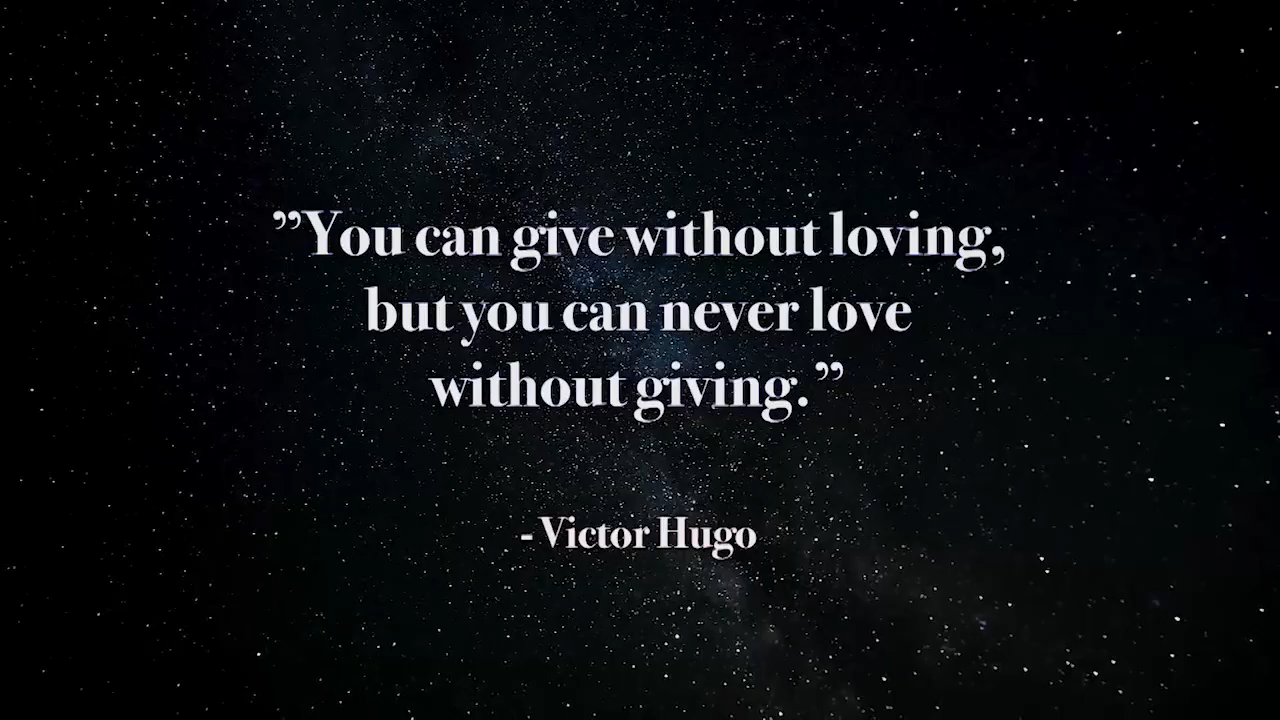 ”You can give without loving,
but you can never love
without giving.”
- Victor Hugo